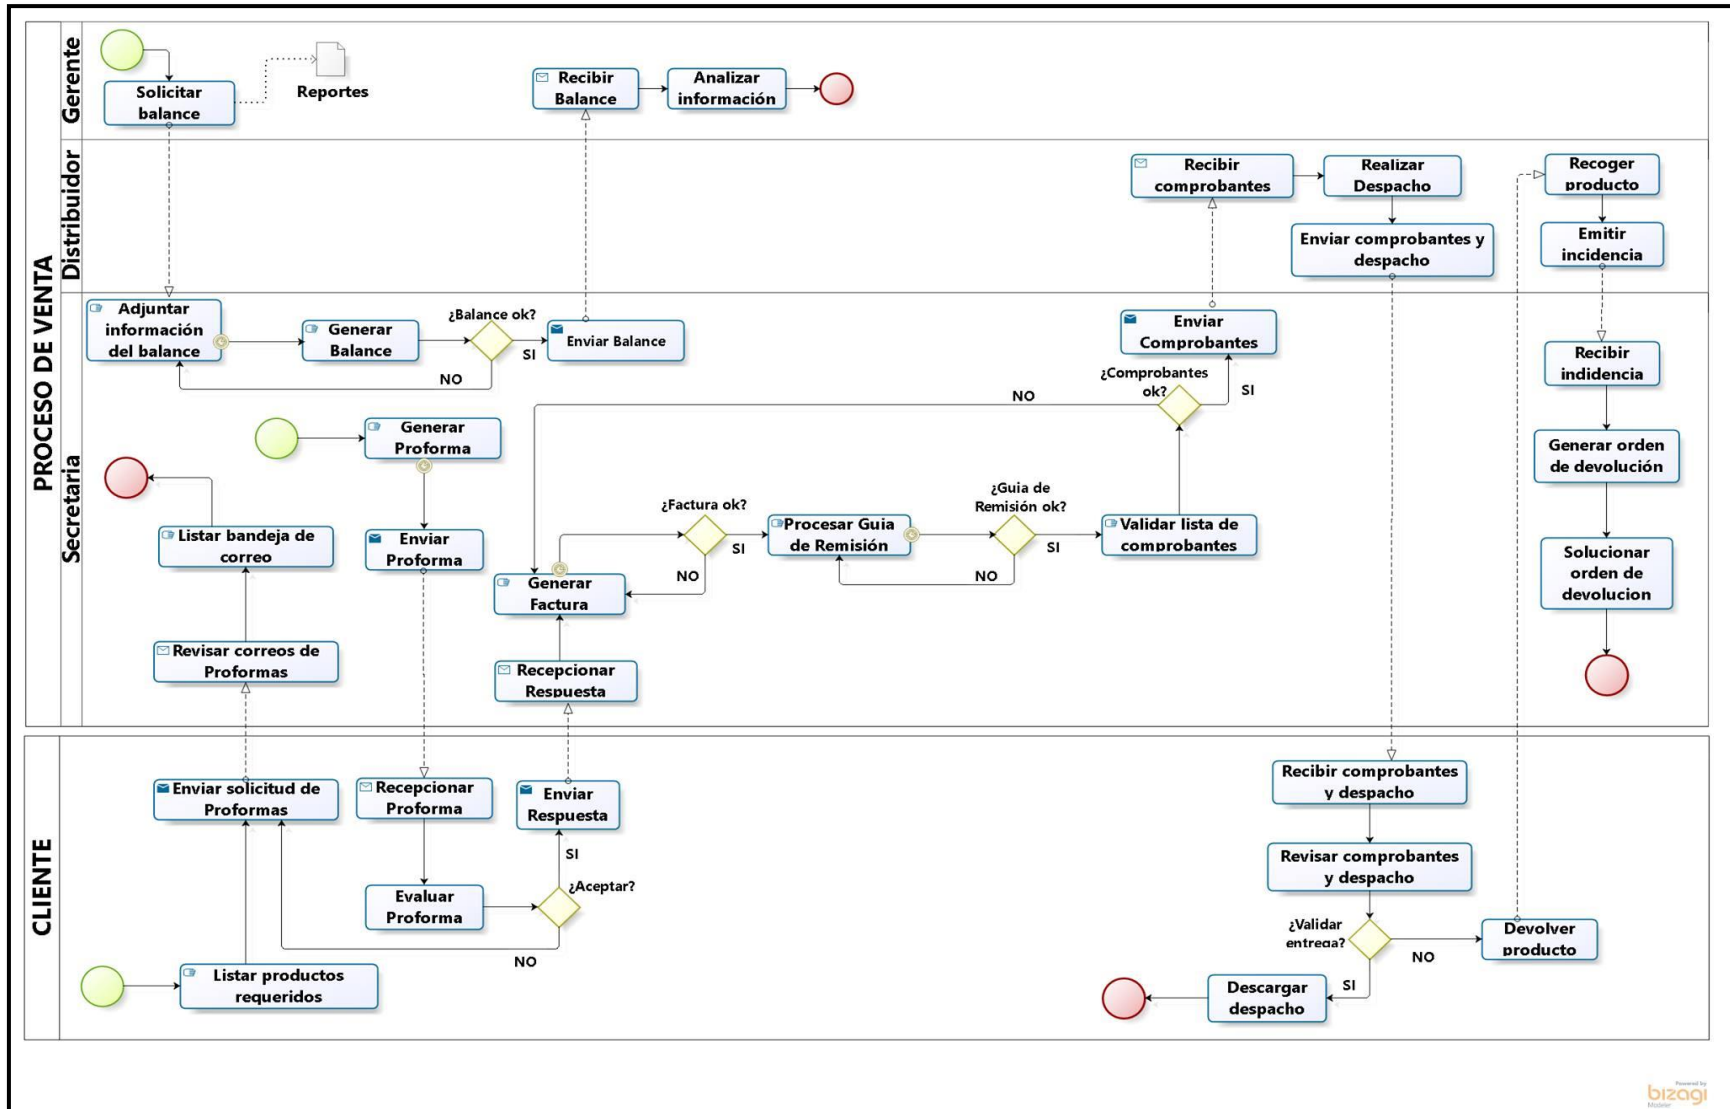 PROCESO DE VENTA
Gerente
Solicitar
balance
Reportes
Recibir
Balance
Analizar
información
Distribuidor
Recibir
comprobantes
Realizar
Despacho
Enviar comprobantes y
despacho
Recoger
producto
Emitir
incidencia
Secretaria
Adjuntar
información
del balance
Generar
Balance
¿Balance ok?
SI
NO
Enviar Balance
Enviar
Comprobantes
¿Comprobantes
ok?
SI
NO
Recibir
indidencia
Generar orden
de devolución
Solucionar
orden de
devolucion
Generar
Proforma
Enviar
Proforma
Listar bandeja de
correo
Revisar correos de
Proformas
¿Factura ok?
SI
NO
Procesar Guia
de Remisión
¿Guia de
Remisión ok?
SI
NO
Validar lista de
comprobantes
Generar
Factura
Recepcionar
Respuesta
CLIENTE
Enviar solicitud de
Proformas
Recepcionar
Proforma
Enviar
Respuesta
SI
¿Aceptar?
NO
Evaluar
Proforma
Listar productos
requeridos
Recibir comprobantes
y despacho
Revisar comprobantes
y despacho
¿Validar
entrega?
NO
SI
Devolver
producto
Descargar
despacho
Powered by
bizagi
Modeler